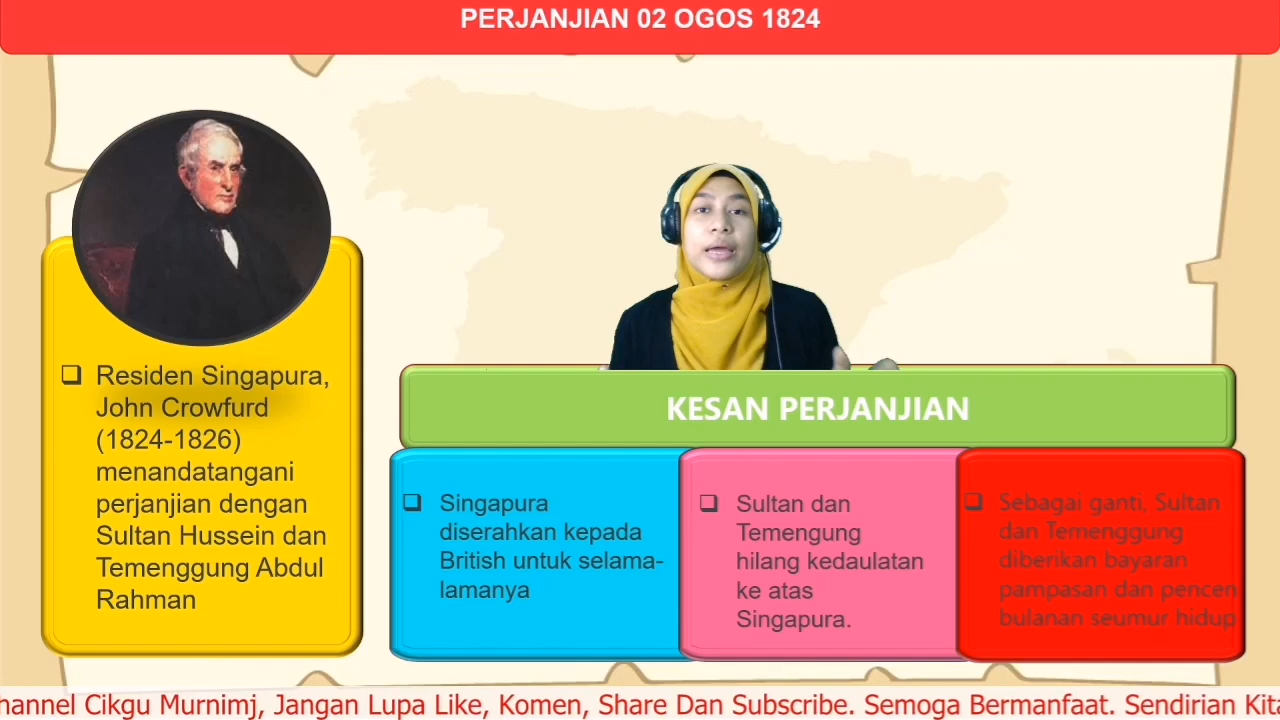 PERJANJIAN 02 OGOS 1824
Residen Singapura,
John Crowfurd
(1824-1826)
menandatangani
perjanjian dengan
Sultan Hussein dan
Temenggung Abdul
Rahman
KESAN PERJANJIAN
Singapura
diserahkan kepada
British untuk selama-
lamanya
Sultan dan
Temengung
hilang kedaulatan
ke atas
Singapura.
Sebagai ganti, Sultan
dan Temenggung
diberikan bayaran
pampasan dan pencen
bulanan seumur hidup
hannel Cikgu Murnimj, Jangan Lupa Like, Komen, Share Dan Subscribe. Semoga Bermanfaat. Sendirian Kita